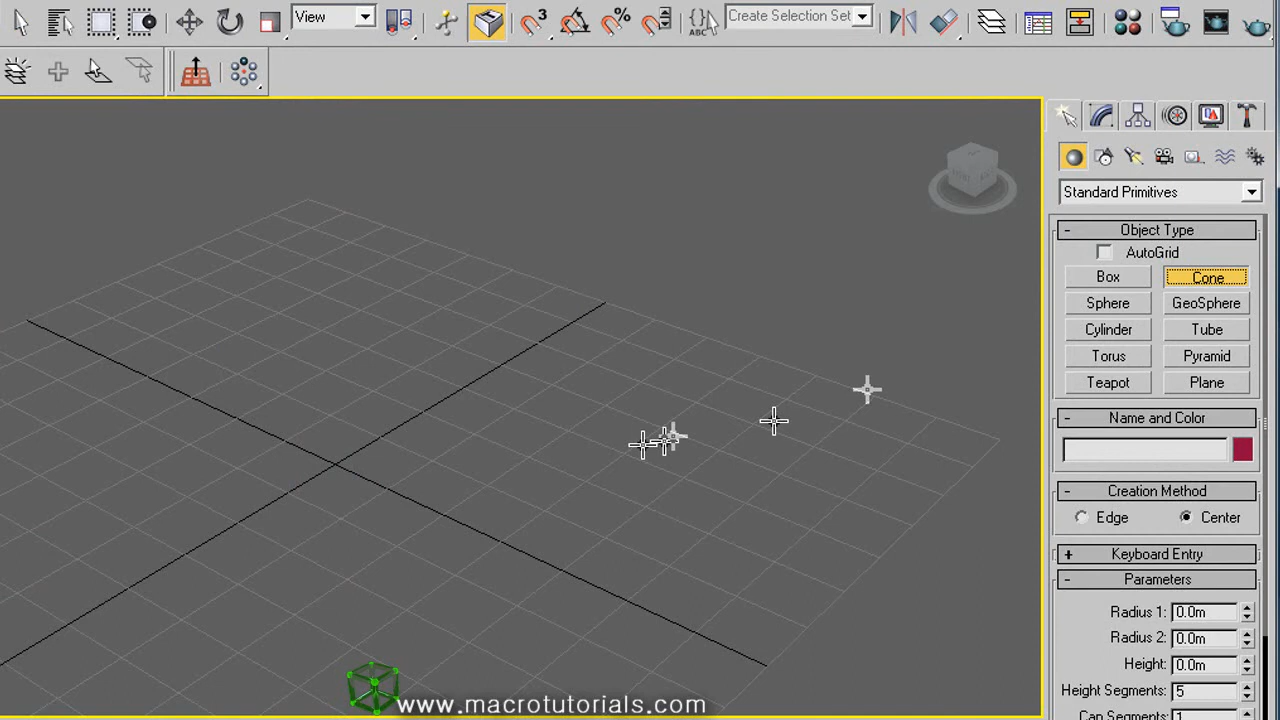 View
3
%
{}
ABC
Create Selection Set
Standard Primitives
- Object Type
AutoGrid
Box Cone
Sphere GeoSphere
Cylinder Tube
Torus Pyramid
Teapot Plane
- Name and Color
- Creation Method
Edge Center
+ Keyboard Entry
- Parameters
Radius 1: 0.0m
Radius 2: 0.0m
Height: 0.0m
Height Segments: 5
Cap Segments: 1
www.macrotutorials.com